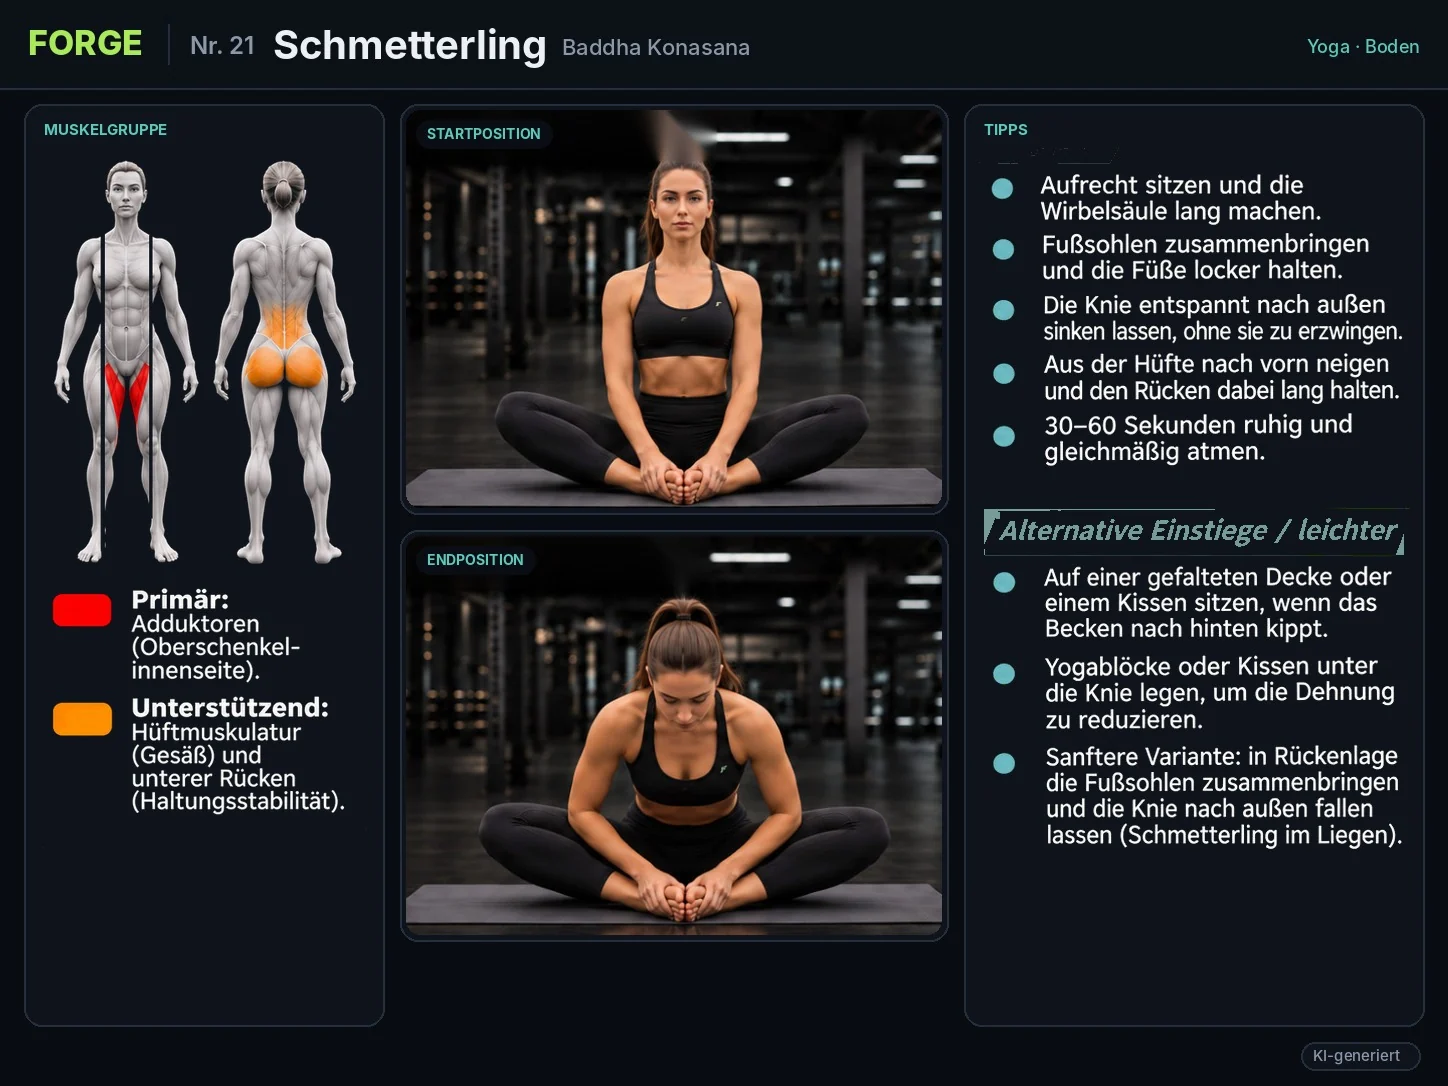 FORGE
Nr. 21
Schmetterling
Baddha Konasana
Yoga · Boden
MUSKELGRUPPE
Primär:
Adduktoren
(Oberschenkel-
innenseite).
Unterstützend:
Hüftmuskulatur
(Gesäß) und
unterer Rücken
(Haltungsstabilität).
STARTPOSITION
ENDPOSITION
TIPPS
Aufrecht sitzen und die
Wirbelsäule lang machen.
Fußsohlen zusammenbringen
und die Füße locker halten.
Die Knie entspannt nach außen
sinken lassen, ohne sie zu erzwingen.
Aus der Hüfte nach vorn neigen
und den Rücken dabei lang halten.
30–60 Sekunden ruhig und
gleichmäßig atmen.
Alternative Einstiege / leichter
Auf einer gefalteten Decke oder
einem Kissen sitzen, wenn das
Becken nach hinten kippt.
Yogablöcke oder Kissen unter
die Knie legen, um die Dehnung
zu reduzieren.
Sanftere Variante: in Rückenlage
die Fußsohlen zusammenbringen
und die Knie nach außen fallen
lassen (Schmetterling im Liegen).
KI-generiert